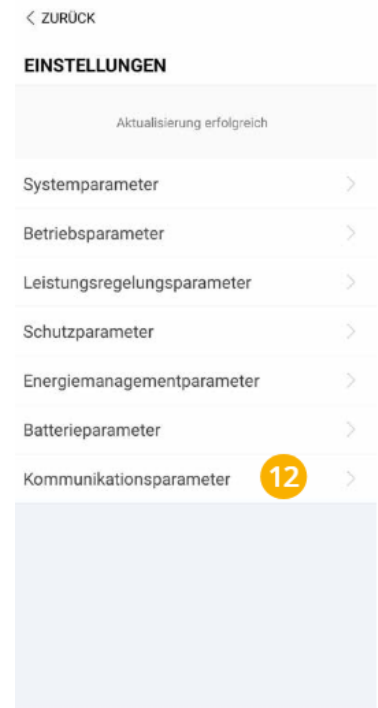 < ZURÜCK
EINSTELLUNGEN
Aktualisierung erfolgreich
Systemparameter
Betriebsparameter
Leistungsregelungsparameter
Schutzparameter
Energiemanagementparameter
Batterieparameter
Kommunikationsparameter 12